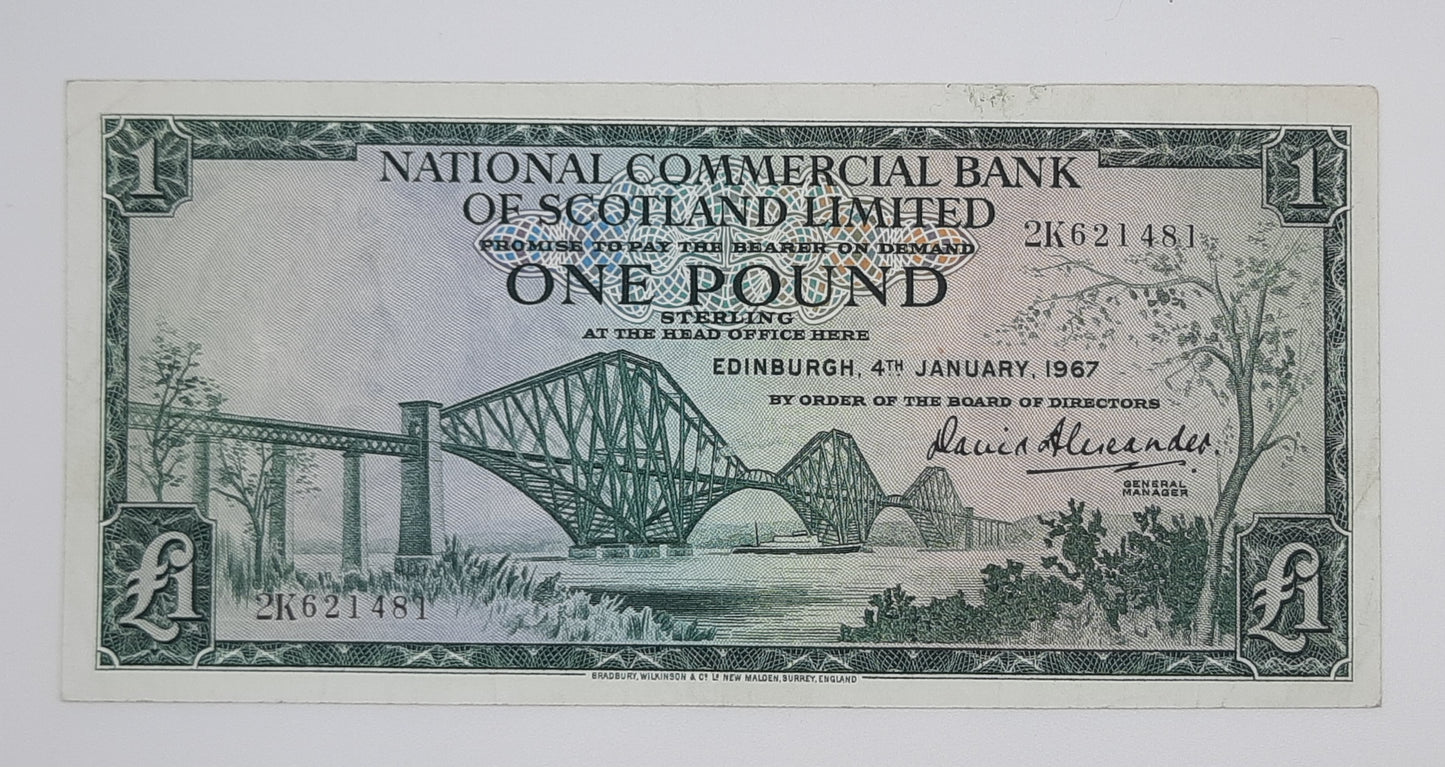 1 1
NATIONAL COMMERCIAL BANK
OF SCOTLAND LIMITED
2K621481
PROMISE TO PAY THE BEARER ON DEMAND
ONE POUND
STERLING
AT THE HEAD OFFICE HERE
EDINBURGH, 4TH JANUARY, 1967
BY ORDER OF THE BOARD OF DIRECTORS
David Alexander.
GENERAL
MANAGER
£1 £1
2K621481
BRADBURY, WILKINSON & Co Ld NEW MALDEN, SURREY, ENGLAND